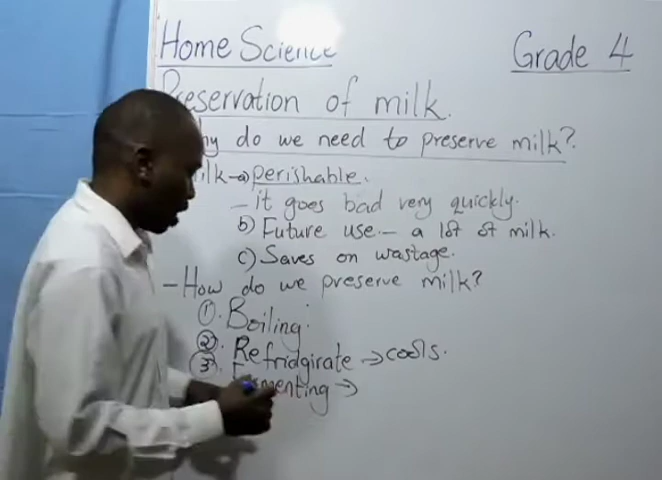 Home Science
Grade 4
Preservation of milk.
Why do we need to preserve milk?
Milk - a) perishable.
- it goes bad very quickly.
b) Future use - a lot of milk.
c) Saves on wastage.
- How do we preserve milk?
1. Boiling
2. Refridgirate → cools.
3. Fermenting →